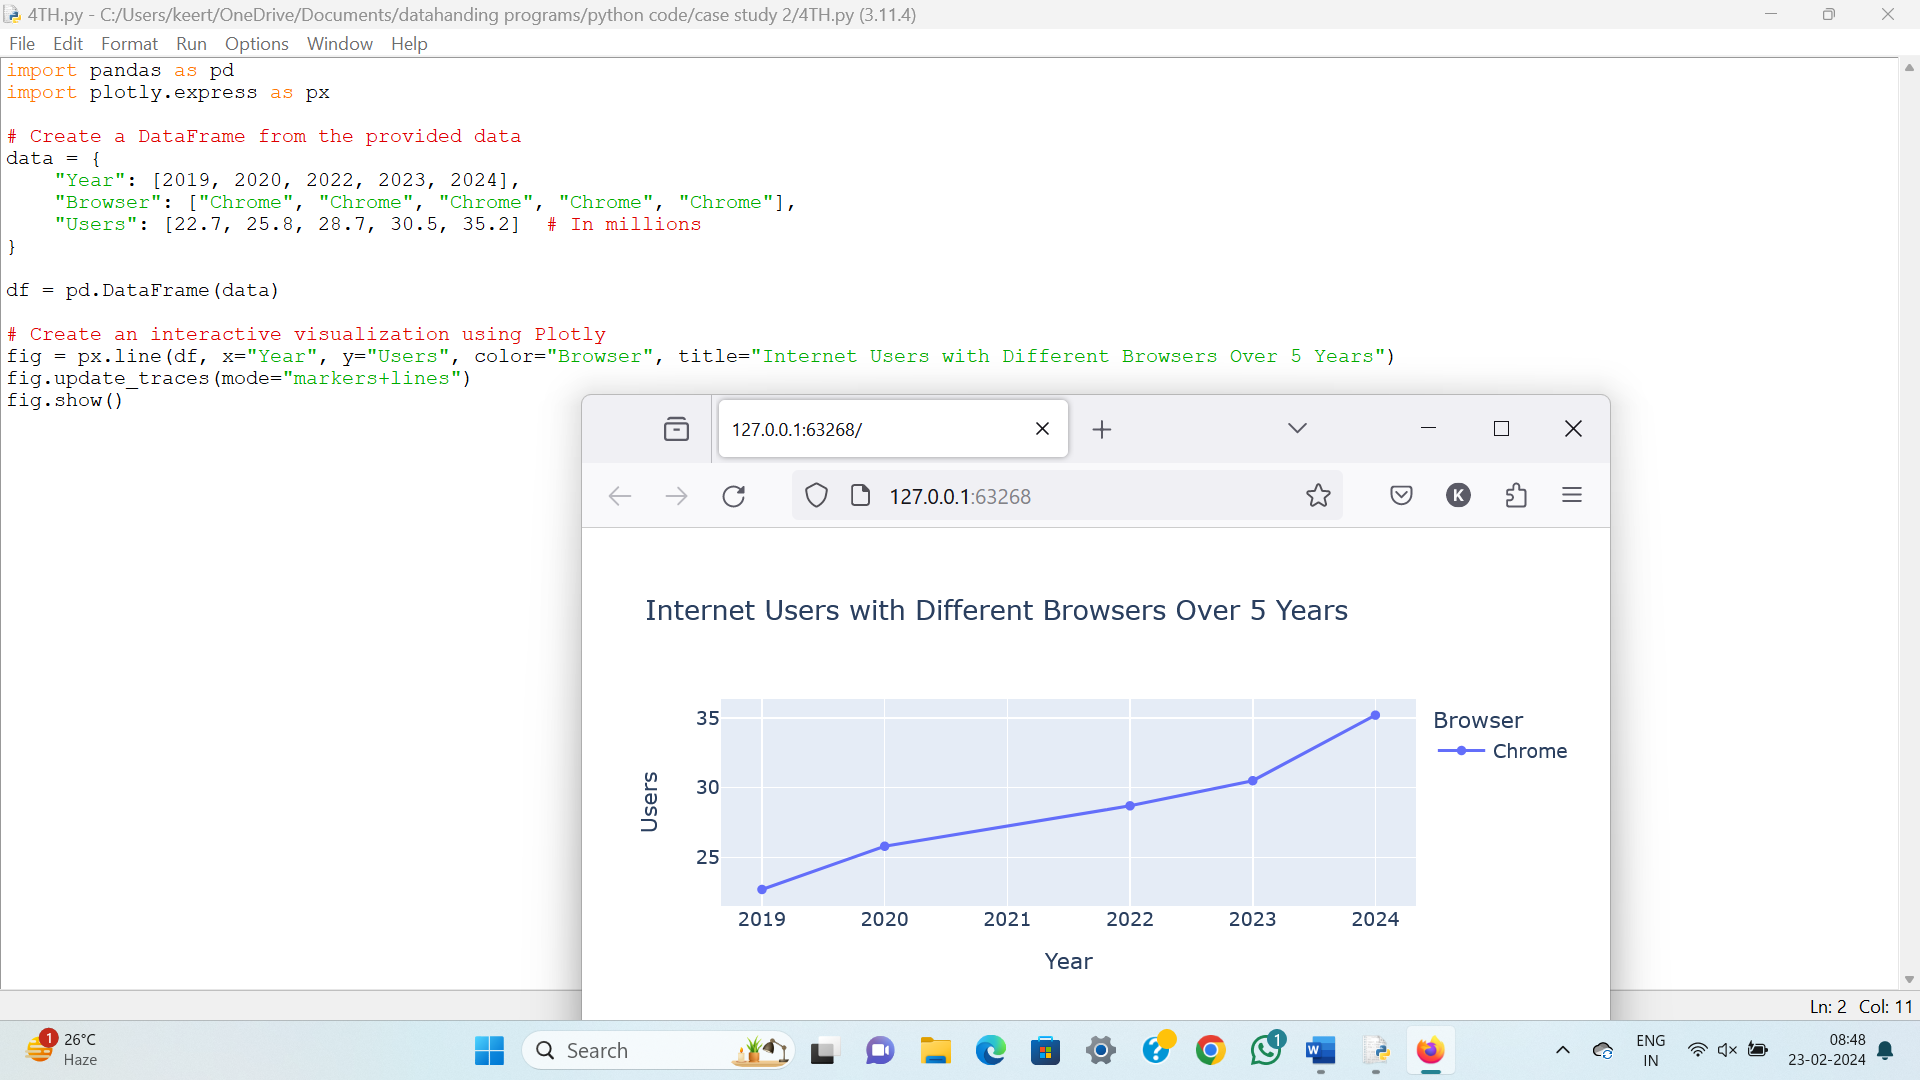 4TH.py - C:/Users/keert/OneDrive/Documents/datahanding programs/python code/case study 2/4TH.py (3.11.4)
File Edit Format Run Options Window Help
import pandas as pd
import plotly.express as px
# Create a DataFrame from the provided data
data = {
    "Year": [2019, 2020, 2022, 2023, 2024],
    "Browser": ["Chrome", "Chrome", "Chrome", "Chrome", "Chrome"],
    "Users": [22.7, 25.8, 28.7, 30.5, 35.2]  # In millions
}
df = pd.DataFrame(data)
# Create an interactive visualization using Plotly
fig = px.line(df, x="Year", y="Users", color="Browser", title="Internet Users with Different Browsers Over 5 Years")
fig.update_traces(mode="markers+lines")
fig.show()
127.0.0.1:63268/
127.0.0.1:63268
K
Internet Users with Different Browsers Over 5 Years
35
30
25
Users
2019 2020 2021 2022 2023 2024
Year
Browser
Chrome
Ln: 2 Col: 11
1
26°C
Haze
Search
1
W
ENG
IN
08:48
23-02-2024